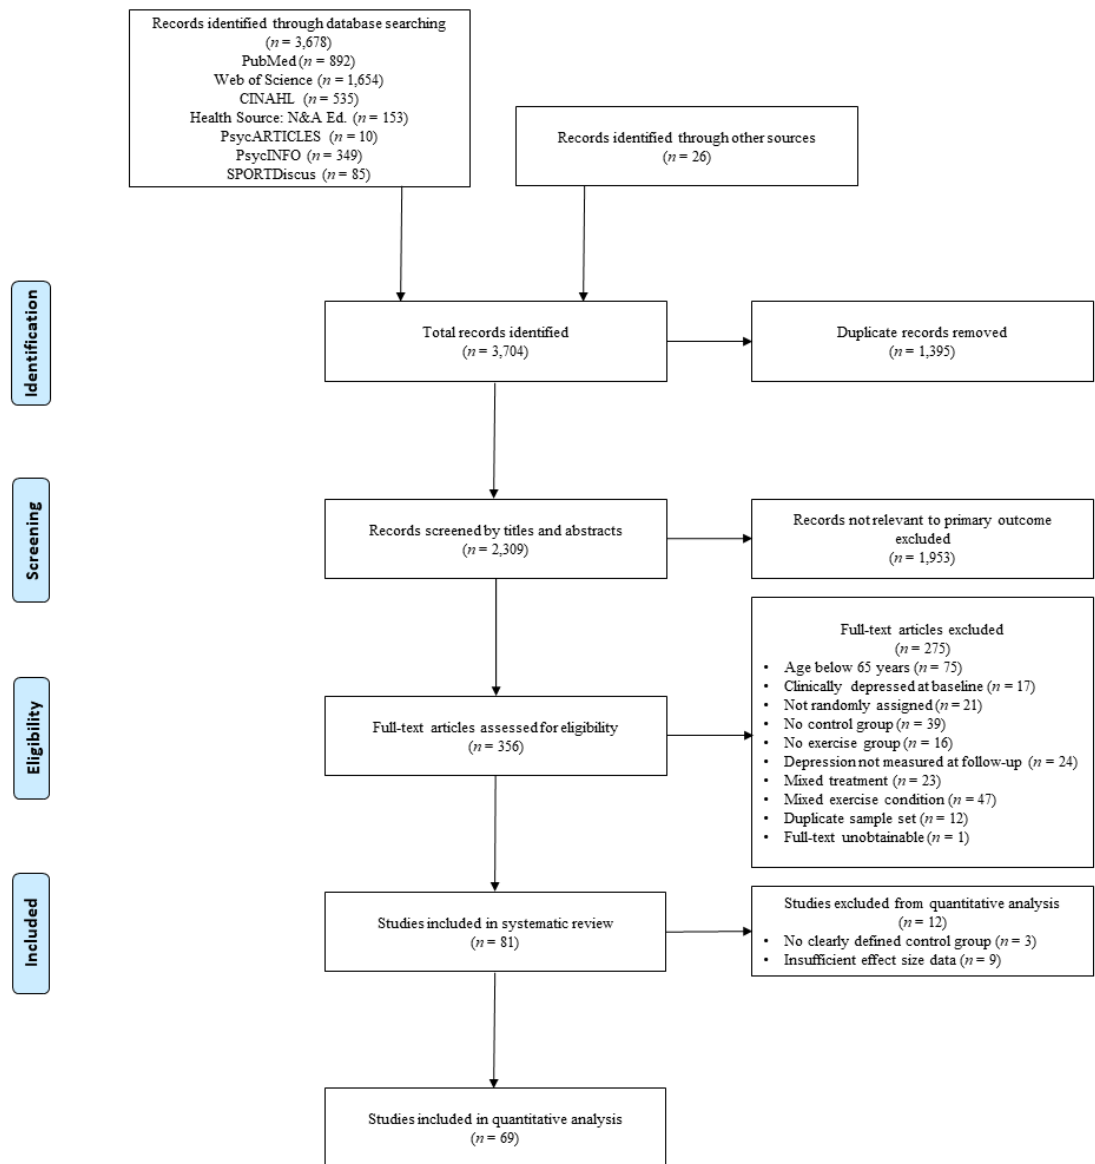 Records identified through database searching
(n = 3,678)
PubMed (n = 892)
Web of Science (n = 1,654)
CINAHL (n = 535)
Health Source: N&A Ed. (n = 153)
PsycARTICLES (n = 10)
PsycINFO (n = 349)
SPORTDiscus (n = 85)
Records identified through other sources
(n = 26)
Identification
Total records identified
(n = 3,704)
Duplicate records removed
(n = 1,395)
Screening
Records screened by titles and abstracts
(n = 2,309)
Records not relevant to primary outcome
excluded
(n = 1,953)
Eligibility
Full-text articles assessed for eligibility
(n = 356)
Full-text articles excluded
(n = 275)
• Age below 65 years (n = 75)
• Clinically depressed at baseline (n = 17)
• Not randomly assigned (n = 21)
• No control group (n = 39)
• No exercise group (n = 16)
• Depression not measured at follow-up (n = 24)
• Mixed treatment (n = 23)
• Mixed exercise condition (n = 47)
• Duplicate sample set (n = 12)
• Full-text unobtainable (n = 1)
Included
Studies included in systematic review
(n = 81)
Studies excluded from quantitative analysis
(n = 12)
• No clearly defined control group (n = 3)
• Insufficient effect size data (n = 9)
Studies included in quantitative analysis
(n = 69)